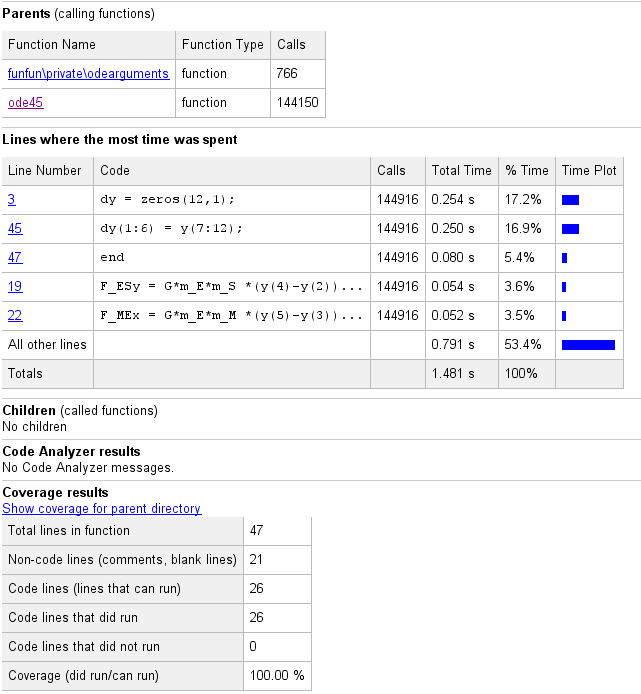 Parents (calling functions)
Function Name Function Type Calls
funfun\private\odearguments function 766
ode45 function 144150
Lines where the most time was spent
Line Number Code Calls Total Time % Time Time Plot
3 dy = zeros(12,1); 144916 0.254 s 17.2%
45 dy(1:6) = y(7:12); 144916 0.250 s 16.9%
47 end 144916 0.080 s 5.4%
19 F_ESy = G*m_E*m_S *(y(4)-y(2))... 144916 0.054 s 3.6%
22 F_MEx = G*m_E*m_M *(y(5)-y(3))... 144916 0.052 s 3.5%
All other lines 0.791 s 53.4%
Totals 1.481 s 100%
Children (called functions)
No children
Code Analyzer results
No Code Analyzer messages.
Coverage results
Show coverage for parent directory
Total lines in function 47
Non-code lines (comments, blank lines) 21
Code lines (lines that can run) 26
Code lines that did run 26
Code lines that did not run 0
Coverage (did run/can run) 100.00 %